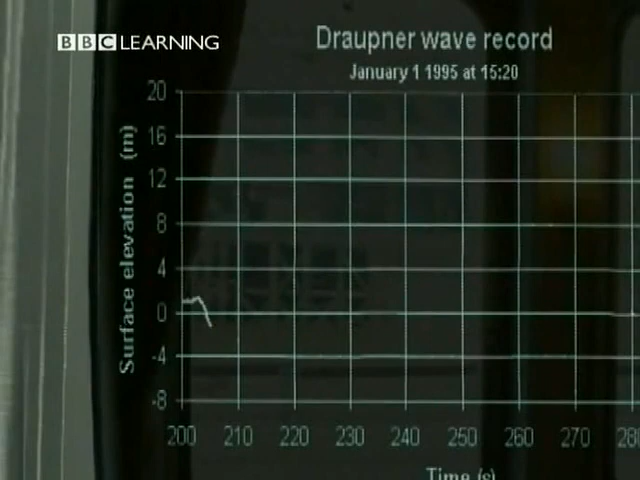 BBC LEARNING
Draupner wave record
January 1 1995 at 15:20
Surface elevation (m)
20
16
12
8
4
0
-4
-8
200 210 220 230 240 250 260 270 280
Time (s)